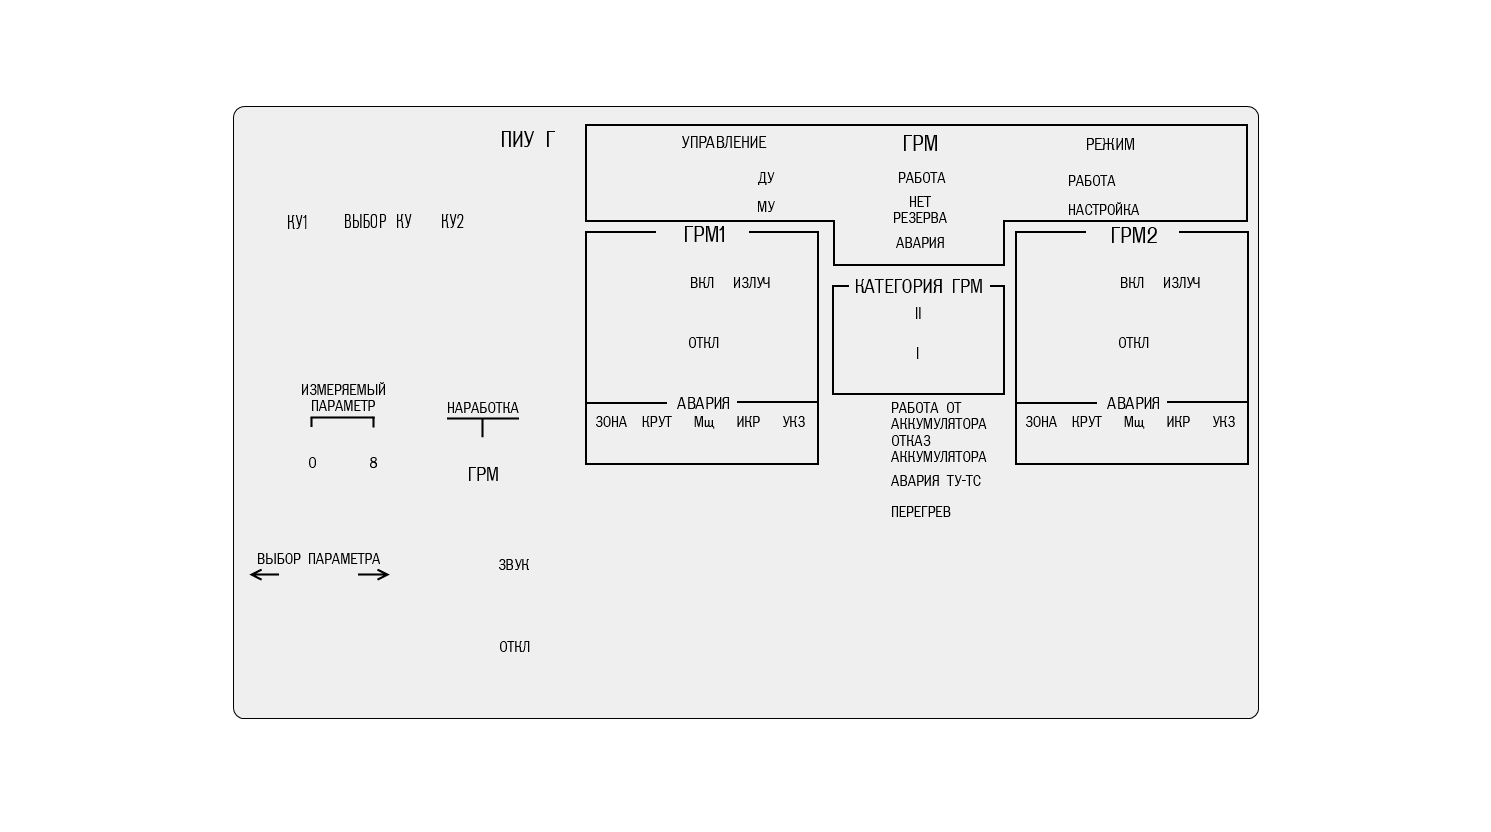 ПИУ Г
КУ1 ВЫБОР КУ КУ2
ИЗМЕРЯЕМЫЙ
ПАРАМЕТР
0 8
НАРАБОТКА
ГРМ
ВЫБОР ПАРАМЕТРА
ЗВУК
ОТКЛ
УПРАВЛЕНИЕ
ДУ
МУ
ГРМ
РАБОТА
НЕТ
РЕЗЕРВА
АВАРИЯ
РЕЖИМ
РАБОТА
НАСТРОЙКА
ГРМ1
ВКЛ ИЗЛУЧ
ОТКЛ
АВАРИЯ
ЗОНА КРУТ Мщ ИКР УКЗ
КАТЕГОРИЯ ГРМ
II
I
РАБОТА ОТ
АККУМУЛЯТОРА
ОТКАЗ
АККУМУЛЯТОРА
АВАРИЯ ТУ-ТС
ПЕРЕГРЕВ
ГРМ2
ВКЛ ИЗЛУЧ
ОТКЛ
АВАРИЯ
ЗОНА КРУТ Мщ ИКР УКЗ